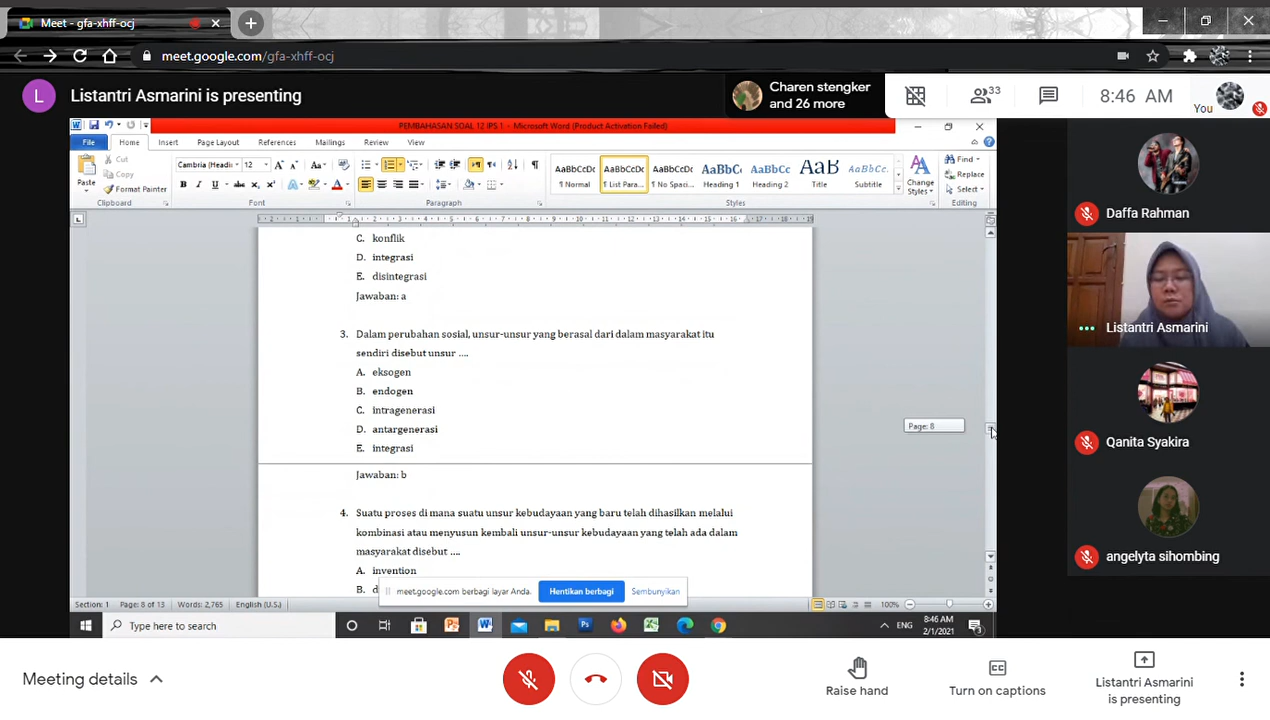 Meet - gfa-xhff-ocj
meet.google.com/gfa-xhff-ocj
L
Listantri Asmarini is presenting
Charen stengker
and 26 more
33
8:46 AM
You
PEMBAHASAN SOAL 12 IPS 1 - Microsoft Word (Product Activation Failed)
File
Home
Insert
Page Layout
References
Mailings
Review
View
Paste
Cut
Copy
Format Painter
Clipboard
Cambria (Headi
12
Font
Paragraph
AaBbCcDc
¶ Normal
AaBbCcDc
¶ List Para...
AaBbCcDc
¶ No Spaci...
AaBbCc
Heading 1
AaBbCc
Heading 2
AaB
Title
AaBbCc.
Subtitle
Change
Styles
Styles
Find
Replace
Select
Editing
C. konflik
D. integrasi
E. disintegrasi
Jawaban: a
3. Dalam perubahan sosial, unsur-unsur yang berasal dari dalam masyarakat itu
sendiri disebut unsur ....
A. eksogen
B. endogen
C. intragenerasi
D. antargenerasi
E. integrasi
Jawaban: b
4. Suatu proses di mana suatu unsur kebudayaan yang baru telah dihasilkan melalui
kombinasi atau menyusun kembali unsur-unsur kebudayaan yang telah ada dalam
masyarakat disebut ....
A. invention
B. d
Page: 8
meet.google.com berbagi layar Anda.
Hentikan berbagi
Sembunyikan
Section: 1
Page: 8 of 13
Words: 2,765
English (U.S.)
100%
Type here to search
ENG
8:46 AM
2/1/2021
3
Daffa Rahman
Listantri Asmarini
Qanita Syakira
angelyta sihombing
Meeting details
Raise hand
Turn on captions
Listantri Asmarini
is presenting